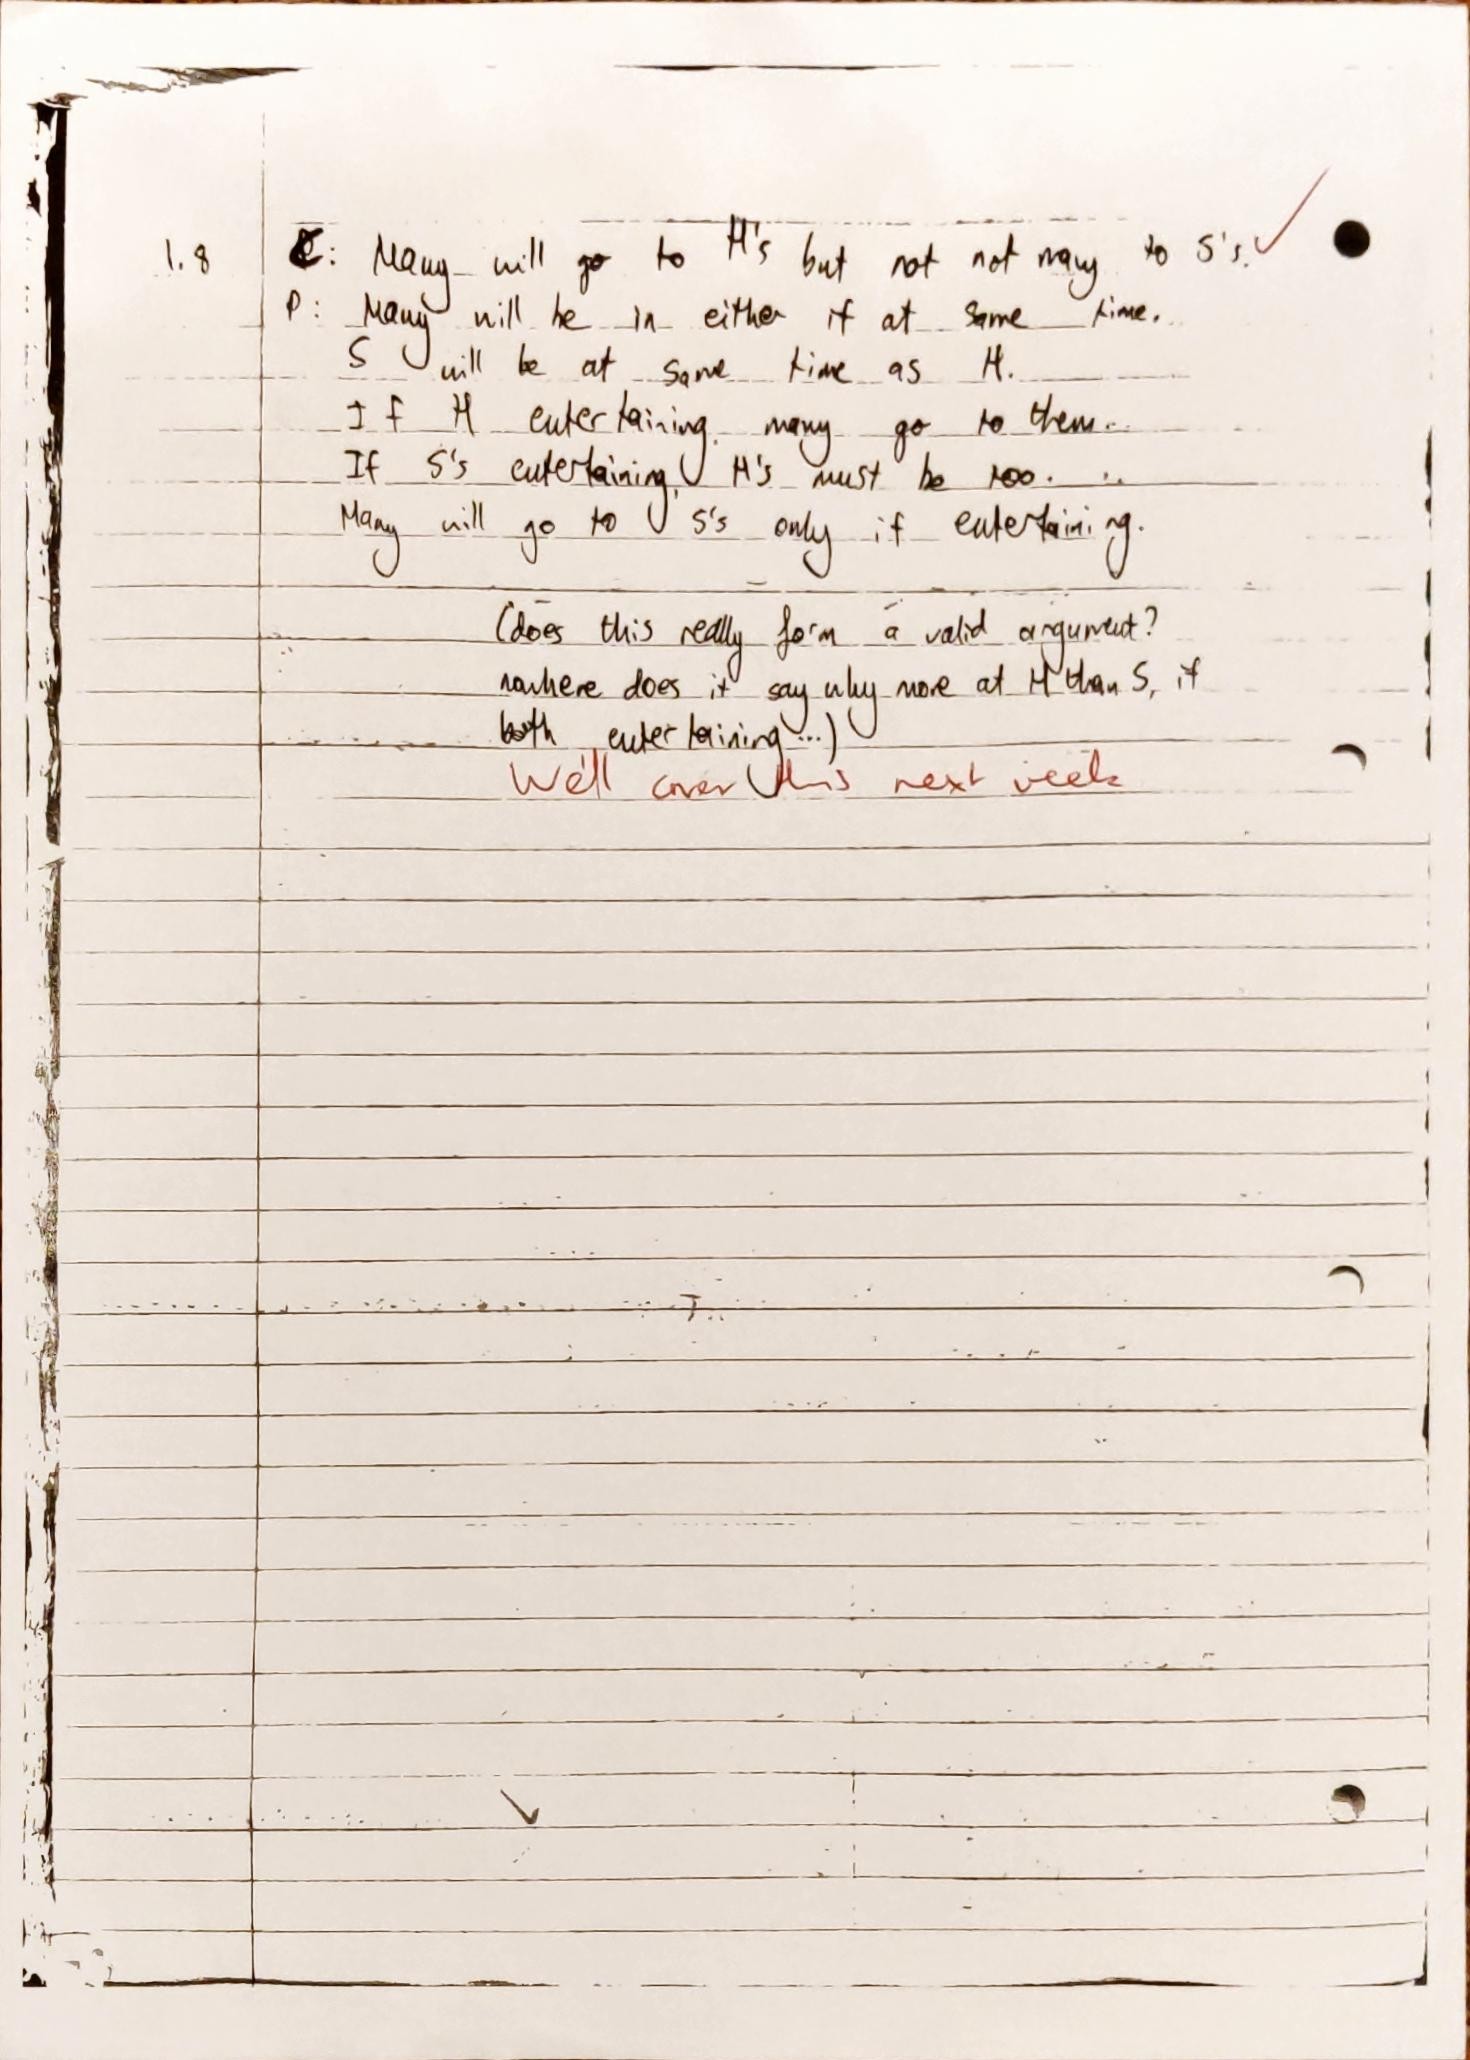 1.8 C: Many will go to H's but not not many to S's.
P: Many will be in either if at same time.
S will be at same time as H.
If H entertaining, many go to them.
If S's entertaining, H's must be too.
Many will go to S's only if entertaining.
(does this really form a valid argument?
nowhere does it say why more at H than S, if
both entertaining...)
We'll cover this next week